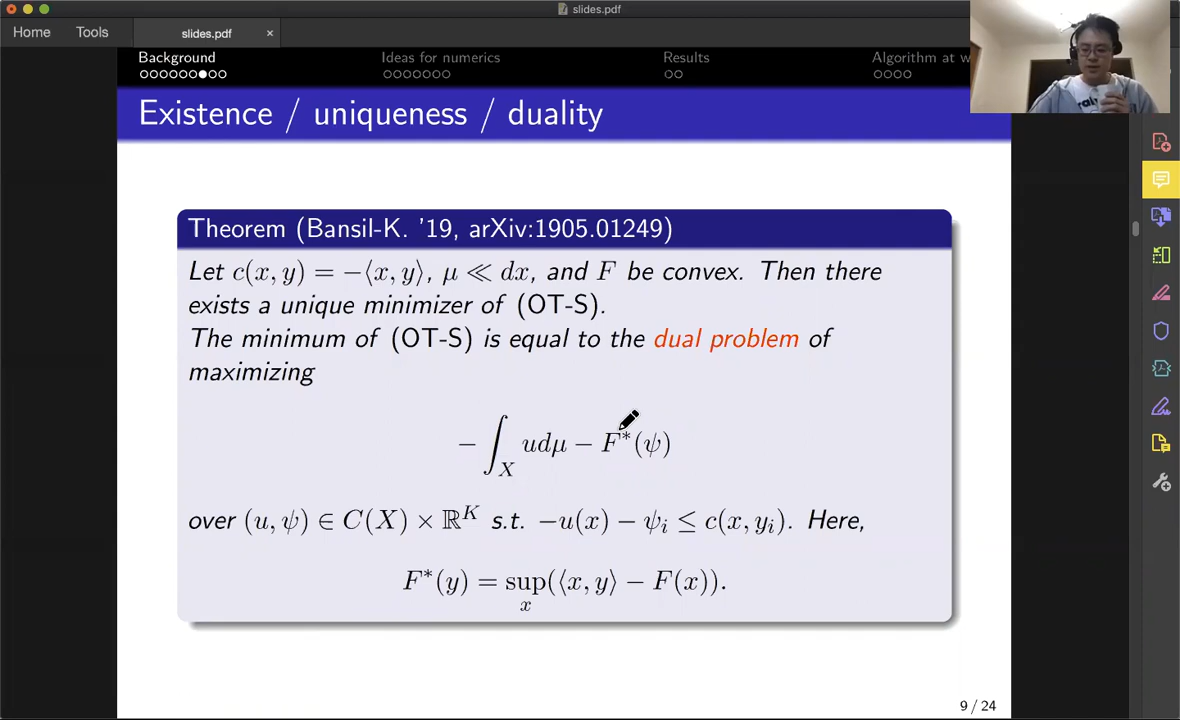 slides.pdf
Home Tools slides.pdf ×
Background Ideas for numerics Results Algorithm at w
Existence / uniqueness / duality
Theorem (Bansil-K. '19, arXiv:1905.01249)
Let c(x, y) = −⟨x, y⟩, μ ≪ dx, and F be convex. Then there
exists a unique minimizer of (OT-S).
The minimum of (OT-S) is equal to the dual problem of
maximizing
− ∫_X udμ − F*(ψ)
over (u, ψ) ∈ C(X) × ℝ^K s.t. −u(x) − ψ_i ≤ c(x, y_i). Here,
F*(y) = sup_x(⟨x, y⟩ − F(x)).
9 / 24